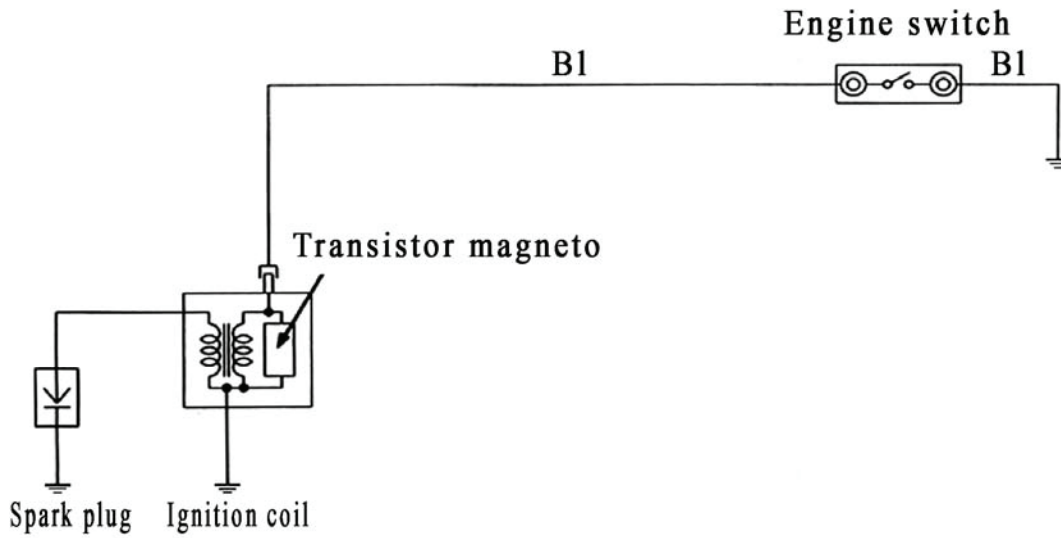 Engine switch
Bl
Bl
Transistor magneto
Spark plug
Ignition coil